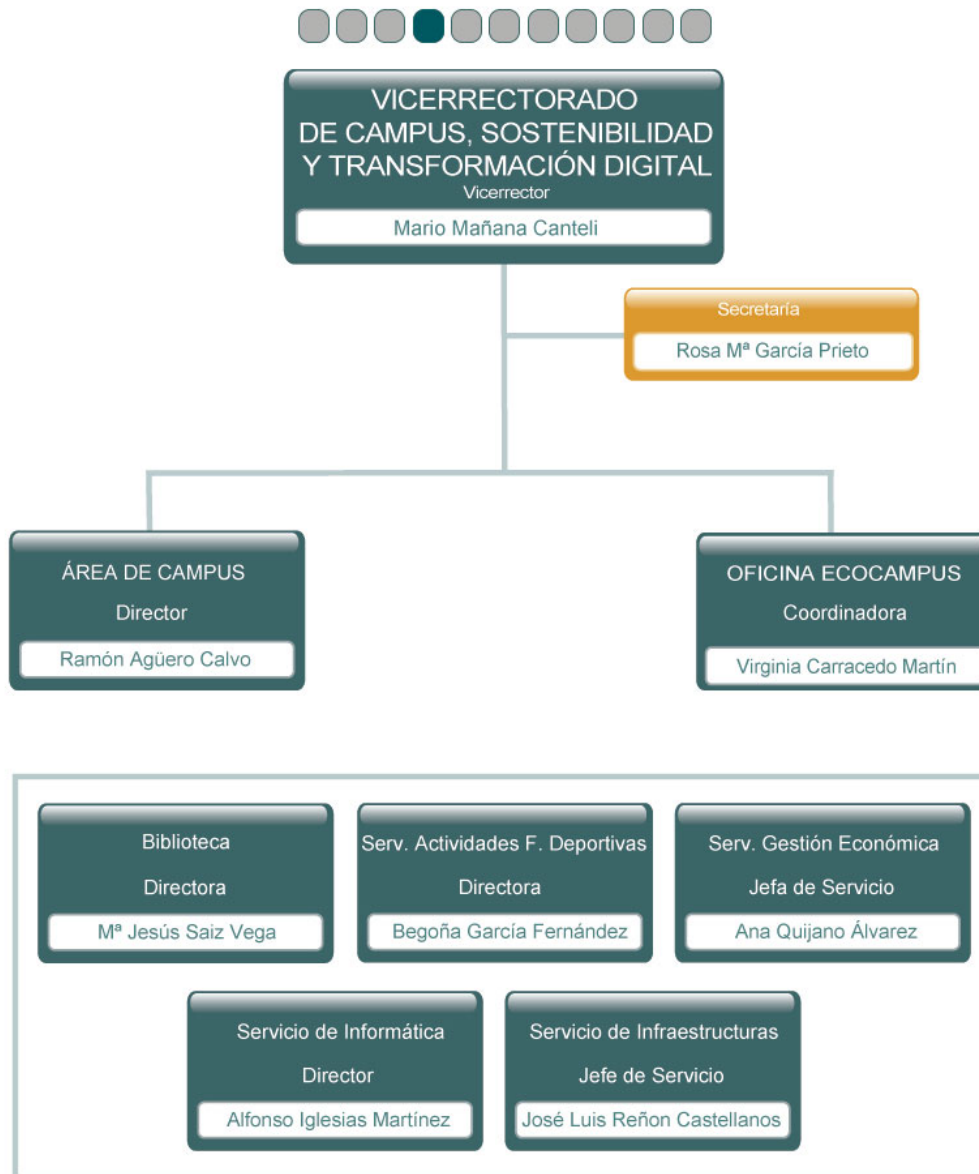 VICERRECTORADO
DE CAMPUS, SOSTENIBILIDAD
Y TRANSFORMACIÓN DIGITAL
Vicerrector
Mario Mañana Canteli
Secretaría
Rosa Mª García Prieto
ÁREA DE CAMPUS
Director
Ramón Agüero Calvo
OFICINA ECOCAMPUS
Coordinadora
Virginia Carracedo Martín
Biblioteca
Directora
Mª Jesús Saiz Vega
Serv. Actividades F. Deportivas
Directora
Begoña García Fernández
Serv. Gestión Económica
Jefa de Servicio
Ana Quijano Álvarez
Servicio de Informática
Director
Alfonso Iglesias Martínez
Servicio de Infraestructuras
Jefe de Servicio
José Luis Reñon Castellanos